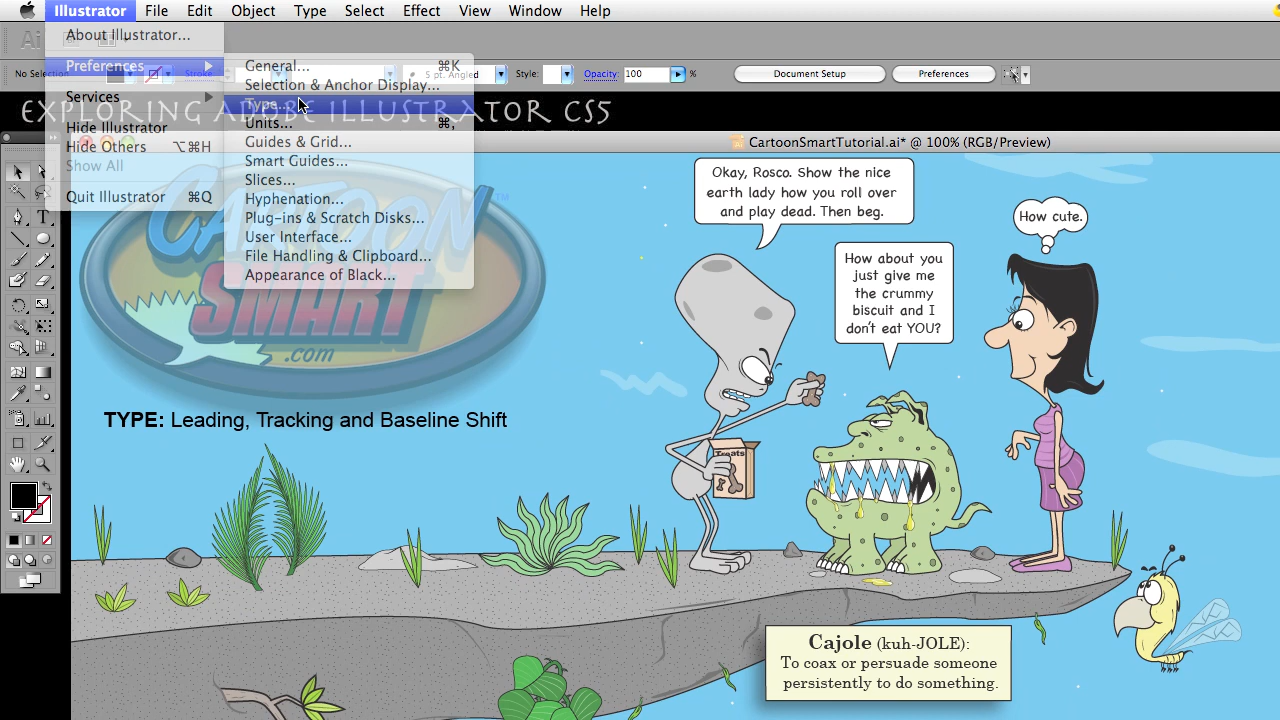 Illustrator File Edit Object Type Select Effect View Window Help
About Illustrator...
Preferences
Services
Hide Illustrator
Hide Others ⌥⌘H
Show All
Quit Illustrator ⌘Q
General... ⌘K
Selection & Anchor Display...
Type...
Units... ⌘,
Guides & Grid...
Smart Guides...
Slices...
Hyphenation...
Plug-ins & Scratch Disks...
User Interface...
File Handling & Clipboard...
Appearance of Black...
Ai
No Selection Stroke 5 pt. Angled Style: Opacity: 100 % Document Setup Preferences
EXPLORING ADOBE ILLUSTRATOR CS5
CartoonSmartTutorial.ai* @ 100% (RGB/Preview)
CARTOON
SMART
.com
TM
TYPE: Leading, Tracking and Baseline Shift
Okay, Rosco. Show the nice
earth lady how you roll over
and play dead. Then beg.
How about you
just give me
the crummy
biscuit and I
don't eat YOU?
How cute.
Treats
Cajole (kuh-JOLE):
To coax or persuade someone
persistently to do something.